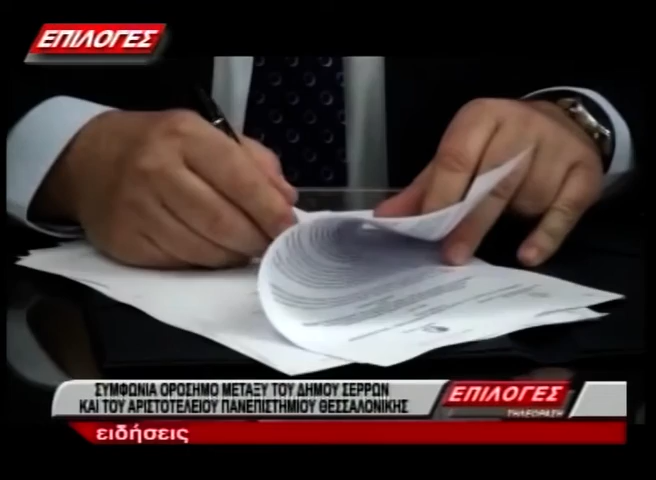 ΕΠΙΛΟΓΕΣ
ΣΥΜΦΩΝΙΑ ΟΡΟΣΗΜΟ ΜΕΤΑΞΥ ΤΟΥ ΔΗΜΟΥ ΣΕΡΡΩΝ
ΚΑΙ ΤΟΥ ΑΡΙΣΤΟΤΕΛΕΙΟΥ ΠΑΝΕΠΙΣΤΗΜΙΟΥ ΘΕΣΣΑΛΟΝΙΚΗΣ
ΕΠΙΛΟΓΕΣ
ΤΗΛΕΟΡΑΣΗ
ειδήσεις